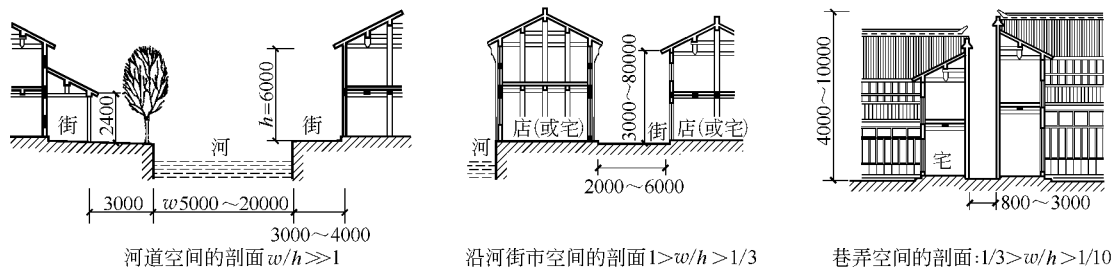 街
2400
河
h=6000
街
3000
w5000～20000
3000～4000
河道空间的剖面w/h≫1
店(或宅)
3000～80000
街
店(或宅)
河
2000～6000
沿河街市空间的剖面1>w/h>1/3
4000～10000
宅
800～3000
巷弄空间的剖面:1/3>w/h>1/10